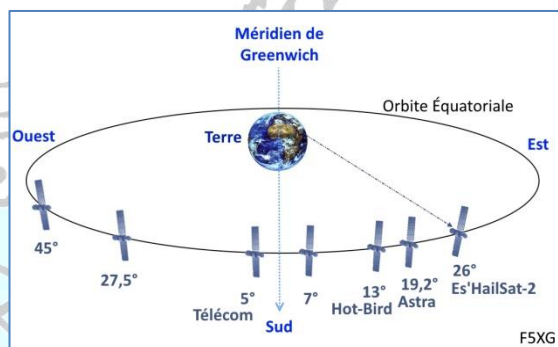 Méridien de
Greenwich
Orbite Équatoriale
Ouest
Terre
Est
45°
27,5°
5°
Télécom
7°
13°
Hot-Bird
19,2°
Astra
26°
Es'HailSat-2
Sud
F5XG